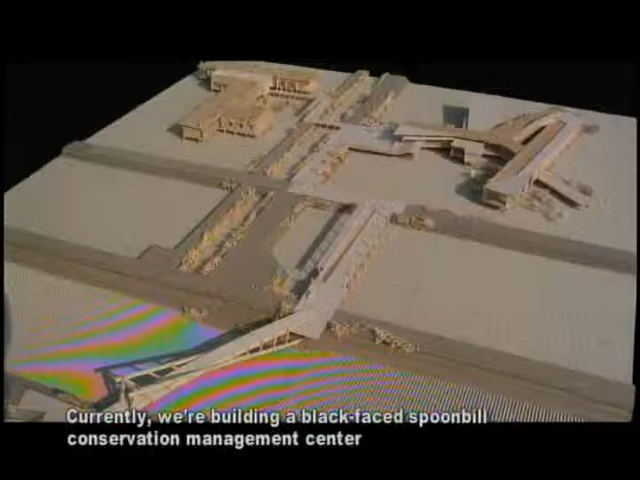 Currently, we're building a black-faced spoonbill
conservation management center